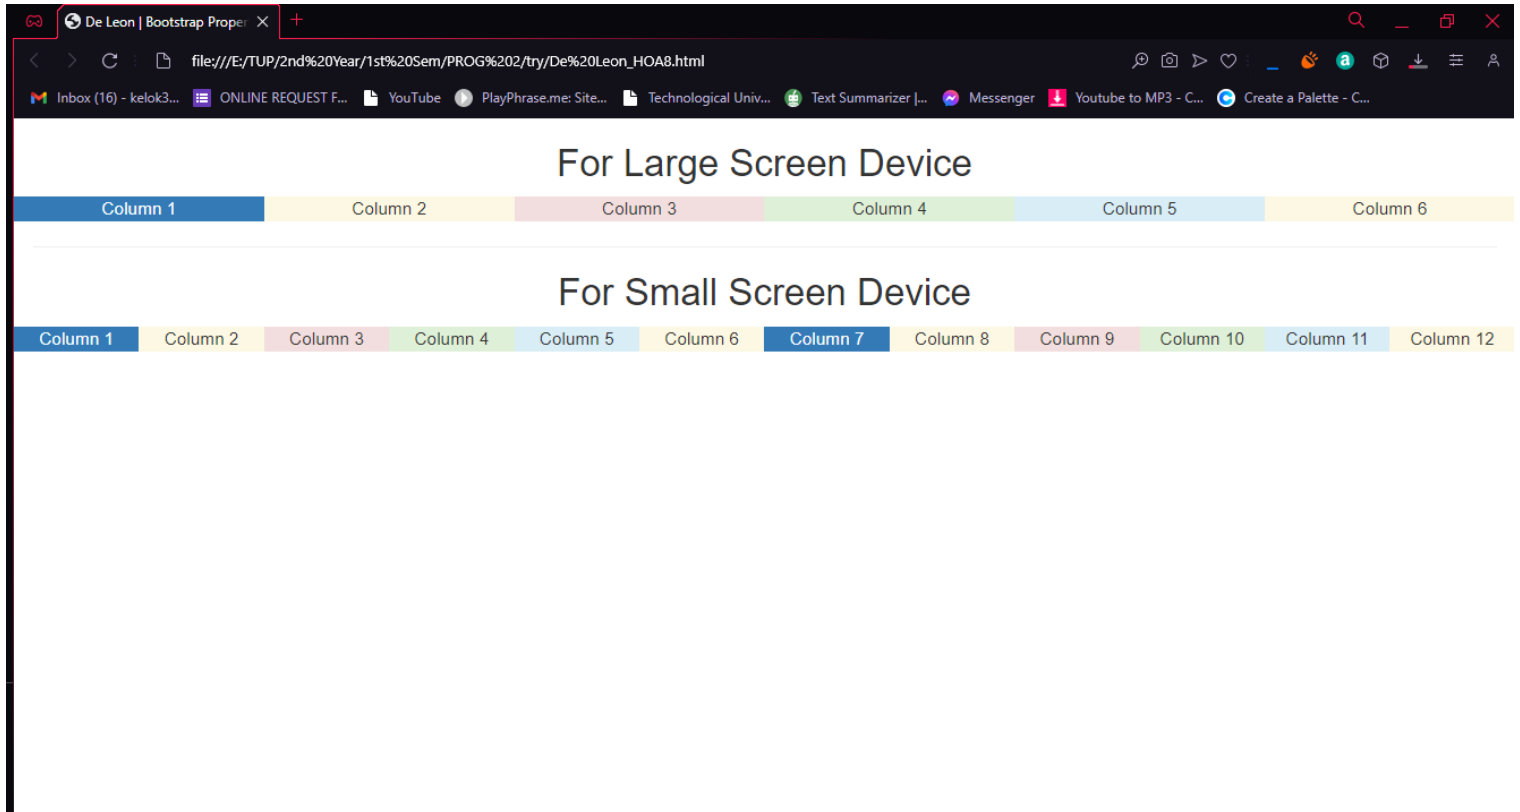 De Leon | Bootstrap Proper
file:///E:/TUP/2nd%20Year/1st%20Sem/PROG%202/try/De%20Leon_HOA8.html
Inbox (16) - kelok3... ONLINE REQUEST F... YouTube PlayPhrase.me: Site... Technological Univ... Text Summarizer |... Messenger Youtube to MP3 - C... Create a Palette - C...
For Large Screen Device
Column 1 Column 2 Column 3 Column 4 Column 5 Column 6
For Small Screen Device
Column 1 Column 2 Column 3 Column 4 Column 5 Column 6 Column 7 Column 8 Column 9 Column 10 Column 11 Column 12